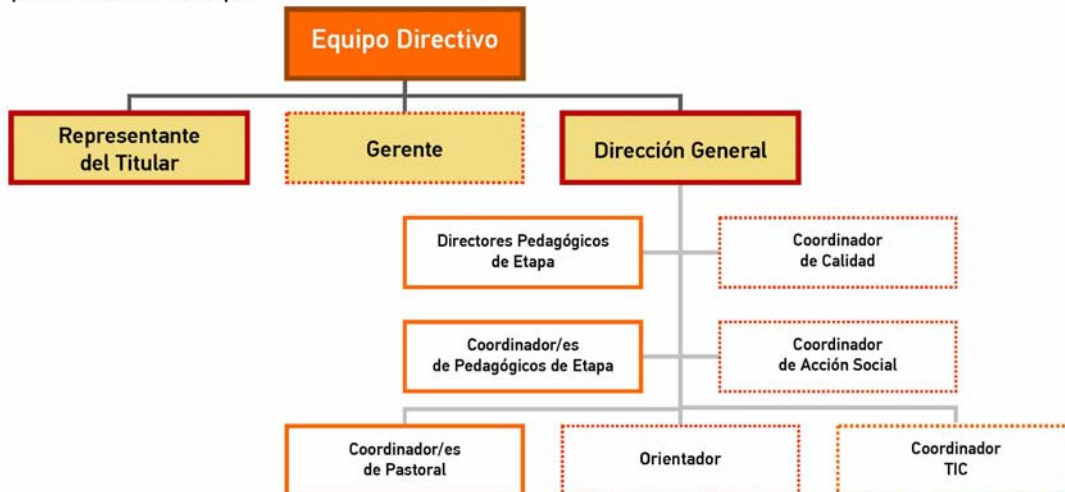 Equipo Directivo
Representante
del Titular
Gerente
Dirección General
Directores Pedagógicos
de Etapa
Coordinador
de Calidad
Coordinador/es
de Pedagógicos de Etapa
Coordinador
de Acción Social
Coordinador/es
de Pastoral
Orientador
Coordinador
TIC